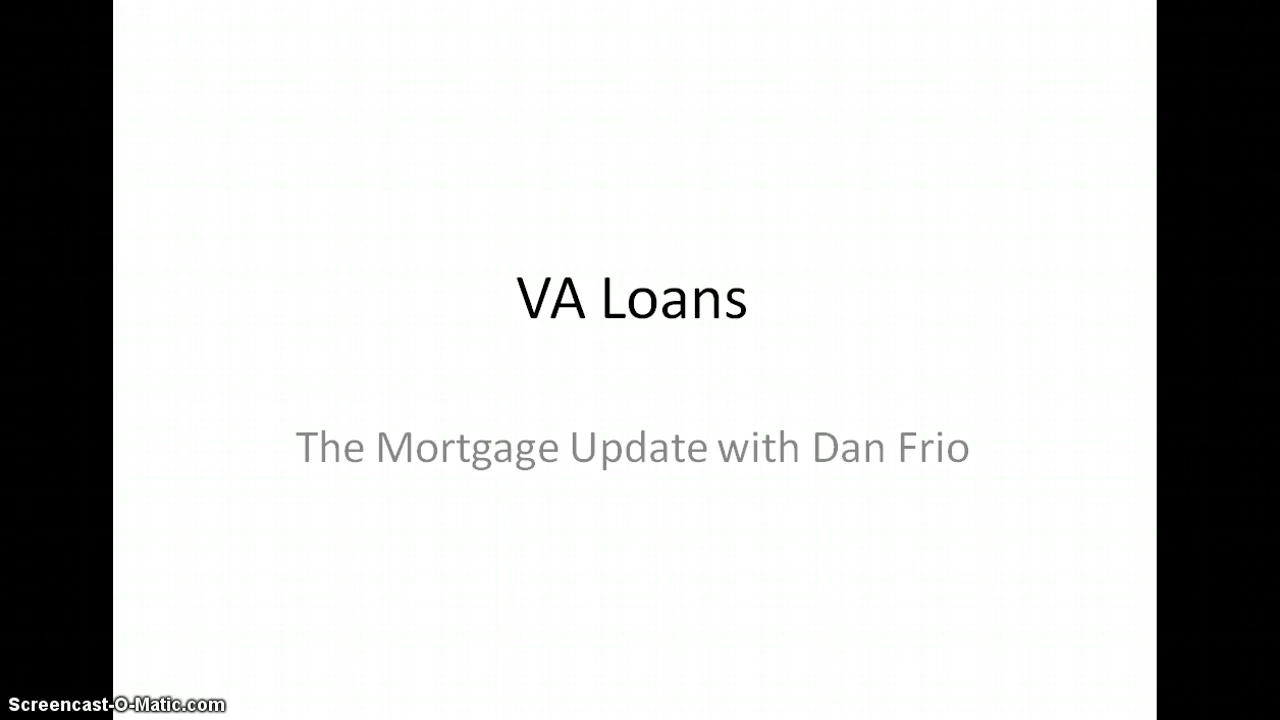 VA Loans
The Mortgage Update with Dan Frio
Screencast-O-Matic.com